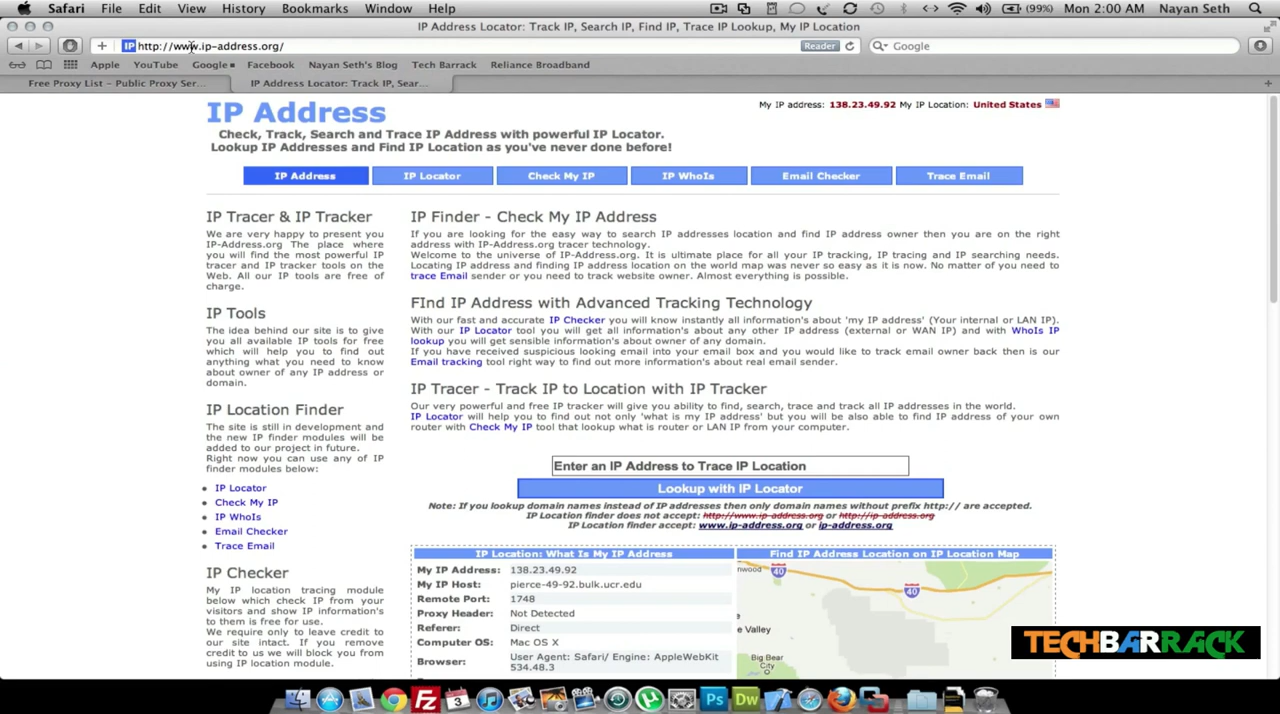 Safari File Edit View History Bookmarks Window Help (99%) Mon 2:00 AM Nayan Seth
IP Address Locator: Track IP, Search IP, Find IP, Trace IP Lookup, My IP Location
IP http://www.ip-address.org/ Reader Google
Apple YouTube Google Facebook Nayan Seth's Blog Tech Barrack Reliance Broadband
Free Proxy List – Public Proxy Ser... IP Address Locator: Track IP, Sear...
IP Address
My IP address: 138.23.49.92 My IP Location: United States
Check, Track, Search and Trace IP Address with powerful IP Locator.
Lookup IP Addresses and Find IP Location as you've never done before!
IP Address IP Locator Check My IP IP WhoIs Email Checker Trace Email
IP Tracer & IP Tracker
We are very happy to present you
IP-Address.org The place where
you will find the most powerful IP
tracer and IP tracker tools on the
Web. All our IP tools are free of
charge.
IP Tools
The idea behind our site is to give
you all available IP tools for free
which will help you to find out
anything what you need to know
about owner of any IP address or
domain.
IP Location Finder
The site is still in development and
the new IP finder modules will be
added to our project in future.
Right now you can use any of IP
finder modules below:
IP Locator
Check My IP
IP WhoIs
Email Checker
Trace Email
IP Checker
My IP location tracing module
below which check IP from your
visitors and show IP information's
to them is free for use.
We require only to leave credit to
our site intact. If you remove
credit to us we will block you from
using IP location module.
IP Finder - Check My IP Address
If you are looking for the easy way to search IP addresses location and find IP address owner then you are on the right
address with IP-Address.org tracer technology.
Welcome to the universe of IP-Address.org. It is ultimate place for all your IP tracking, IP tracing and IP searching needs.
Locating IP address and finding IP address location on the world map was never so easy as it is now. No matter of you need to
trace Email sender or you need to track website owner. Almost everything is possible.
FInd IP Address with Advanced Tracking Technology
With our fast and accurate IP Checker you will know instantly all information's about 'my IP address' (Your internal or LAN IP).
With our IP Locator tool you will get all information's about any other IP address (external or WAN IP) and with WhoIs IP
lookup you will get sensible information's about owner of any domain.
If you have received suspicious looking email into your email box and you would like to track email owner back then is our
Email tracking tool right way to find out more information's about real email sender.
IP Tracer - Track IP to Location with IP Tracker
Our very powerful and free IP tracker will give you ability to find, search, trace and track all IP addresses in the world.
IP Locator will help you to find out not only 'what is my IP address' but you will be also able to find IP address of your own
router with Check My IP tool that lookup what is router or LAN IP from your computer.
Enter an IP Address to Trace IP Location
Lookup with IP Locator
Note: If you lookup domain names instead of IP addresses then only domain names without prefix http:// are accepted.
IP Location finder does not accept: http://www.ip-address.org or http://ip-address.org
IP Location finder accept: www.ip-address.org or ip-address.org
IP Location: What Is My IP Address
My IP Address: 138.23.49.92
My IP Host: pierce-49-92.bulk.ucr.edu
Remote Port: 1748
Proxy Header: Not Detected
Referer: Direct
Computer OS: Mac OS X
Browser: User Agent: Safari/ Engine: AppleWebKit
534.48.3
Find IP Address Location on IP Location Map
nwood 40 40
e
e Valley
Big Bear
City
TECHBARRACK
3 Ps Dw